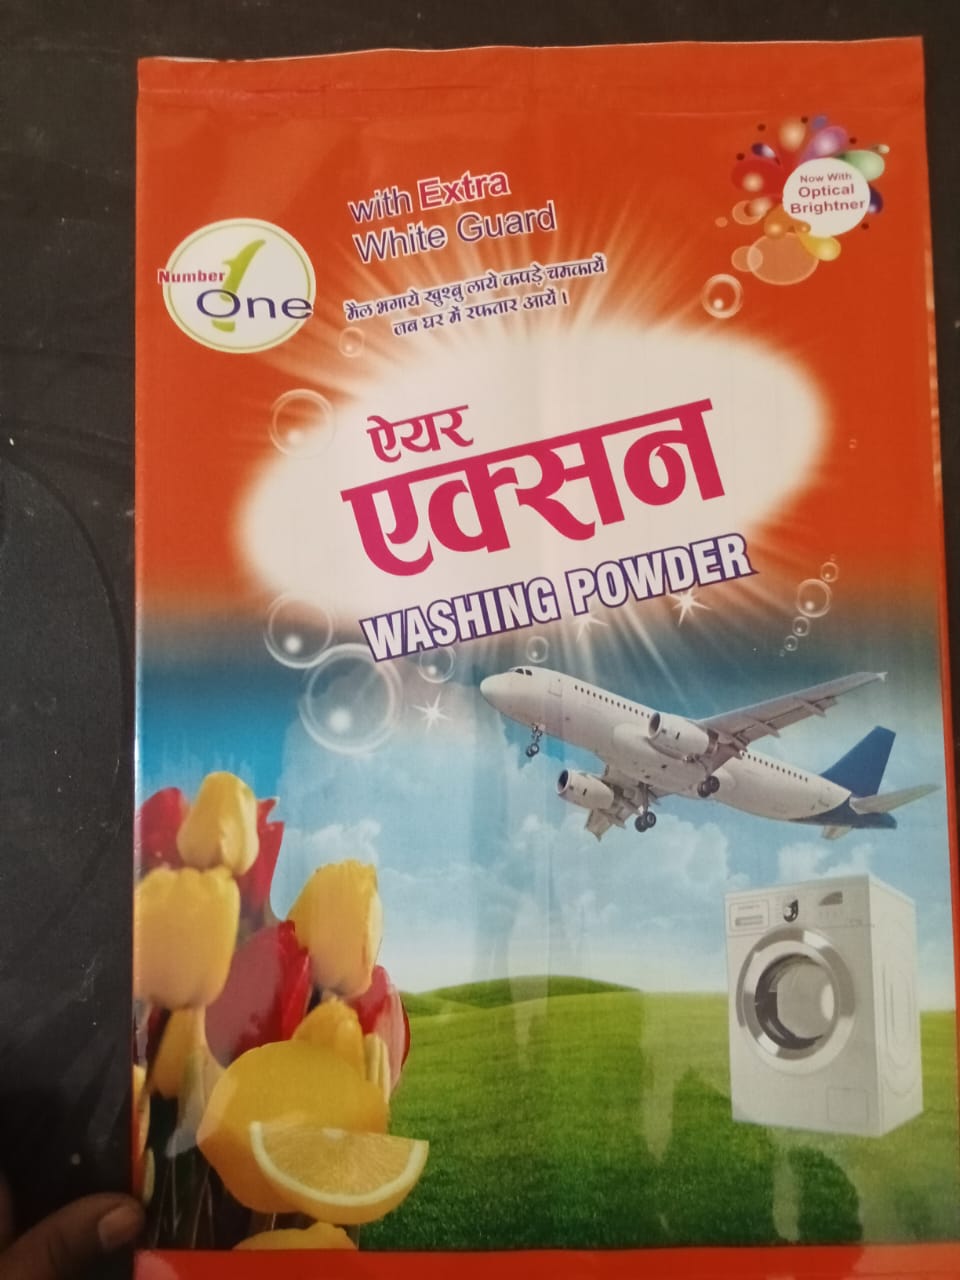 with Extra
White Guard
Now With
Optical
Brightner
Number 1
One
मैल भगाये खुश्बु लाये कपड़े चमकायें
जब घर में रफ्तार आयें।
ऐयर
एक्सन
WASHING POWDER